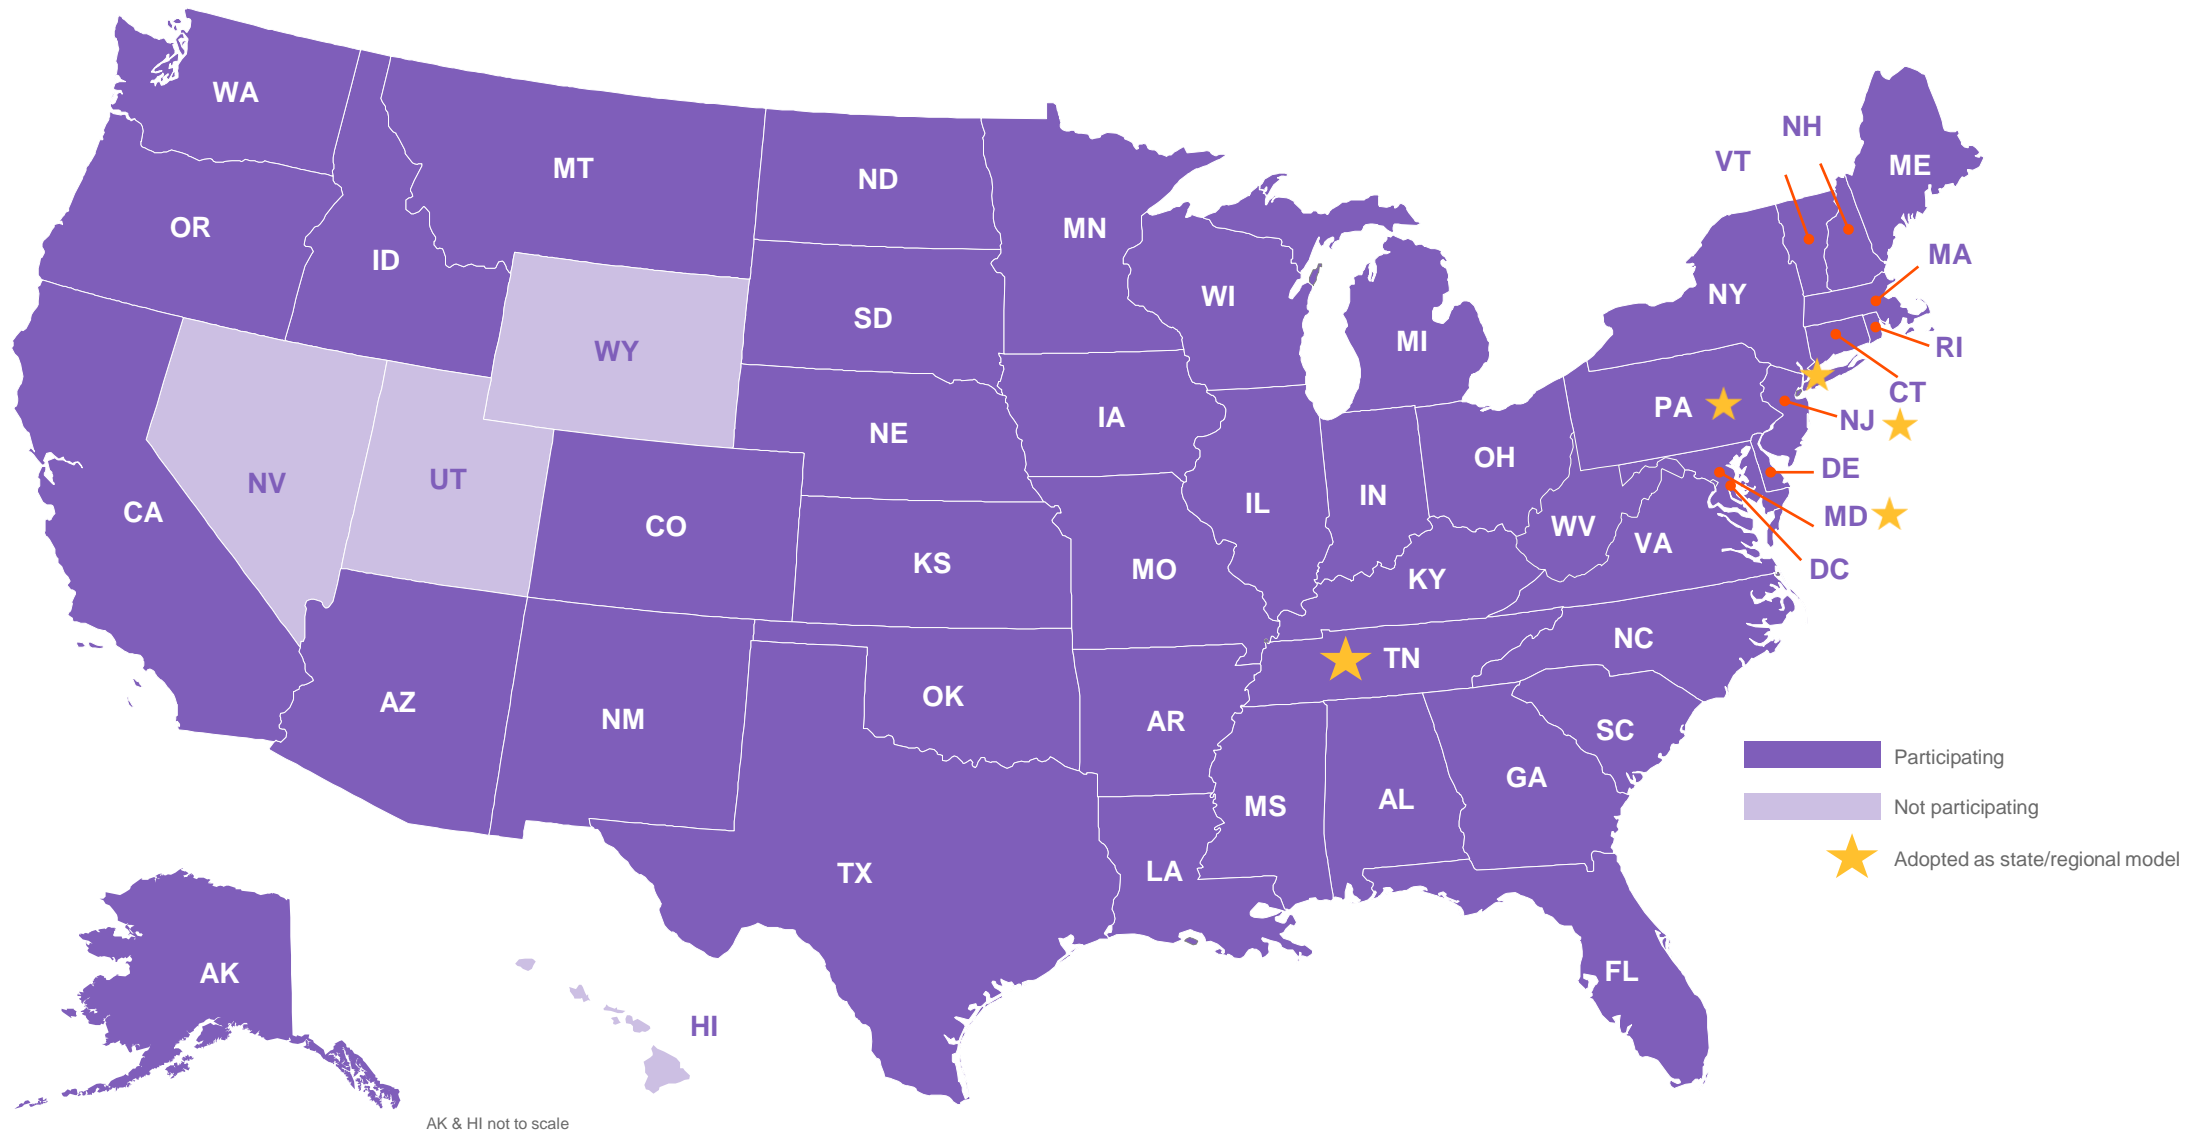 WA
MT
ND
MN
OR
ID
WY
SD
WI
MI
NY
VT
NH
ME
MA
RI
CT
NJ
PA
DE
MD
DC
NV
UT
CA
CO
NE
IA
KS
MO
IL
IN
OH
WV
VA
KY
TN
NC
SC
AZ
NM
OK
AR
TX
LA
MS
AL
GA
FL
AK
HI
Participating
Not participating
Adopted as state/regional model
AK & HI not to scale